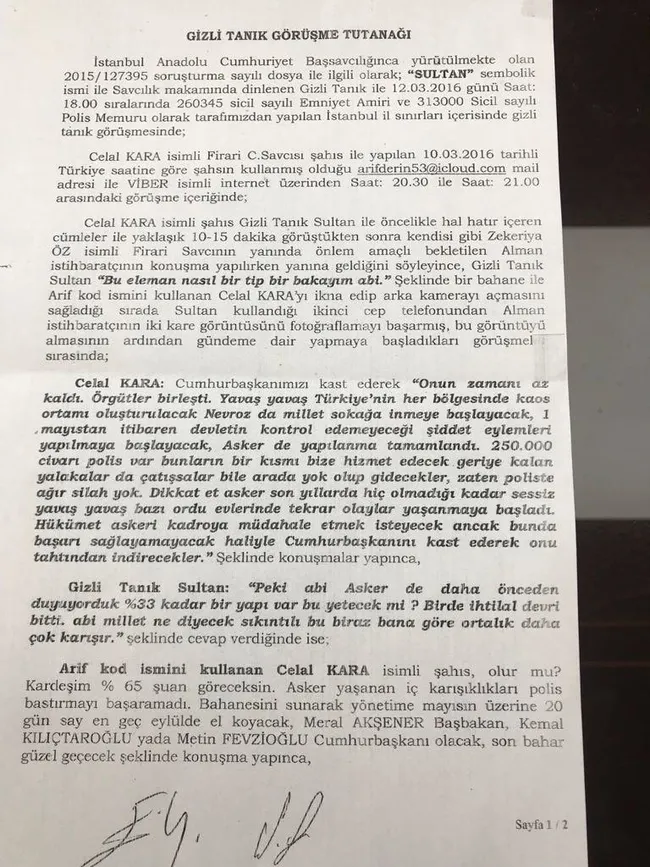 GİZLİ TANIK GÖRÜŞME TUTANAĞI
İstanbul Anadolu Cumhuriyet Başsavcılığınca yürütülmekte olan
2015/127395 soruşturma sayılı dosya ile ilgili olarak; “SULTAN” sembolik
ismi ile Savcılık makamında dinlenen Gizli Tanık ile 12.03.2016 günü Saat:
18.00 sıralarında 260345 sicil sayılı Emniyet Amiri ve 313000 Sicil sayılı
Polis Memuru olarak tarafımızdan yapılan İstanbul il sınırları içerisinde gizli
tanık görüşmesinde;
Celal KARA isimli Firari C.Savcısı şahıs ile yapılan 10.03.2016 tarihli
Türkiye saatine göre şahsın kullanmış olduğu arifderin53@icloud.com mail
adresi ile VİBER isimli internet üzerinden Saat: 20.30 ile Saat: 21.00
arasındaki görüşme içeriğinde;
Celal KARA isimli şahıs Gizli Tanık Sultan ile öncelikle hal hatır içeren
cümleler ile yaklaşık 10-15 dakika görüştükten sonra kendisi gibi Zekeriya
ÖZ isimli Firari Savcının yanında önlem amaçlı bekletilen Alman
istihbaratçının konuşma yapılırken yanına geldiğini söyleyince, Gizli Tanık
Sultan “Bu eleman nasıl bir tip bir bakayım abi.” Şeklinde bir bahane ile
Arif kod ismini kullanan Celal KARA’yı ikna edip arka kamerayı açmasını
sağladığı sırada Sultan kullandığı ikinci cep telefonundan Alman
istihbaratçının iki kare görüntüsünü fotoğraflamayı başarmış, bu görüntüyü
almasının ardından gündeme dair yapmaya başladıkları görüşmel
sırasında;
Celal KARA: Cumhurbaşkanımızı kast ederek “Onun zamanı az
kaldı. Örgütler birleşti. Yavaş yavaş Türkiye’nin her bölgesinde kaos
ortamı oluşturulacak Nevroz da millet sokağa inmeye başlayacak, 1
mayıstan itibaren devletin kontrol edemeyeceği şiddet eylemleri
yapılmaya başlayacak, Asker de yapılanma tamamlandı. 250.000
civarı polis var bunların bir kısmı bize hizmet edecek geriye kalan
yalakalar da çatışsalar bile arada yok olup gidecekler, zaten poliste
ağır silah yok. Dikkat et asker son yıllarda hiç olmadığı kadar sessiz
yavaş yavaş bazı ordu evlerinde tekrar olaylar yaşanmaya başladı.
Hükümet askeri kadroya müdahale etmek isteyecek ancak bunda
başarı sağlayamayacak haliyle Cumhurbaşkanını kast ederek onu
tahtından indirecekler.” Şeklinde konuşmalar yapınca,
Gizli Tanık Sultan: “Peki abi Asker de daha önceden
duyuyorduk %33 kadar bir yapı var bu yetecek mi ? Birde ihtilal devri
bitti. abi millet ne diyecek sıkıntılı bu biraz bana göre ortalık daha
çok karışır.” şeklinde cevap verdiğinde ise;
Arif kod ismini kullanan Celal KARA isimli şahıs, olur mu?
Kardeşim % 65 şuan göreceksin. Asker yaşanan iç karışıklıkları polis
bastırmayı başaramadı. Bahanesini sunarak yönetime mayısın üzerine 20
gün say en geç eylülde el koyacak, Meral AKŞENER Başbakan, Kemal
KILIÇTAROĞLU yada Metin FEVZİOĞLU Cumhurbaşkanı olacak, son bahar
güzel geçecek şeklinde konuşma yapınca,
Sayfa 1 / 2